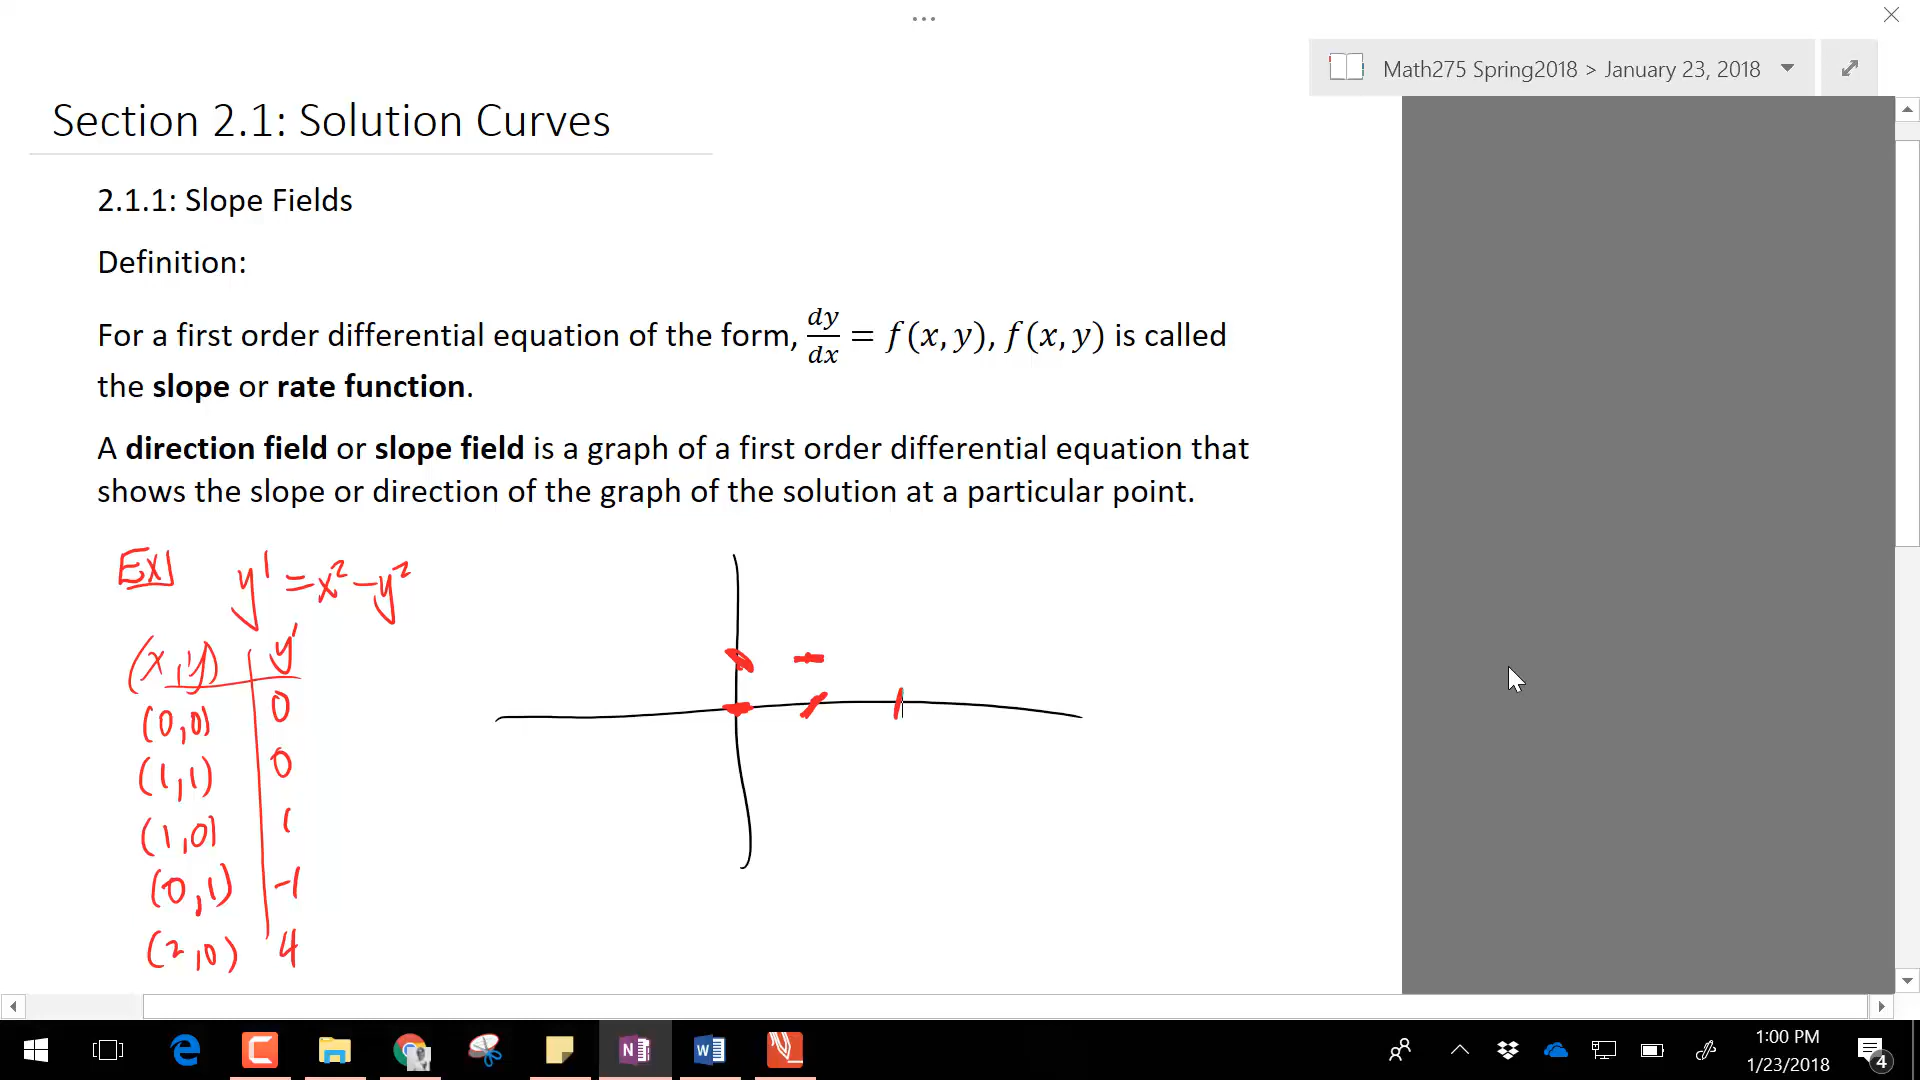 Math275 Spring2018 > January 23, 2018
Section 2.1: Solution Curves
2.1.1: Slope Fields
Definition:
For a first order differential equation of the form, dy/dx = f(x, y), f(x, y) is called
the slope or rate function.
A direction field or slope field is a graph of a first order differential equation that
shows the slope or direction of the graph of the solution at a particular point.
Ex y' = x² - y²
(x, y) y'
(0,0) 0
(1,1) 0
(1,0) 1
(0,1) -1
(2,0) 4
1:00 PM
1/23/2018
4